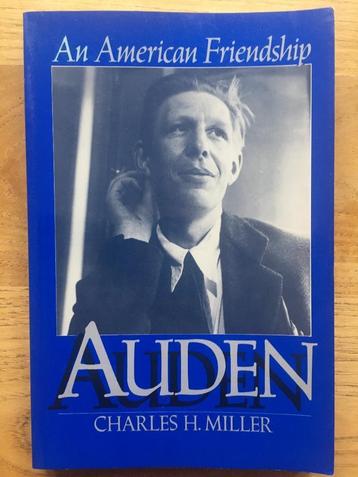 An American Friendship
AUDEN
CHARLES H. MILLER